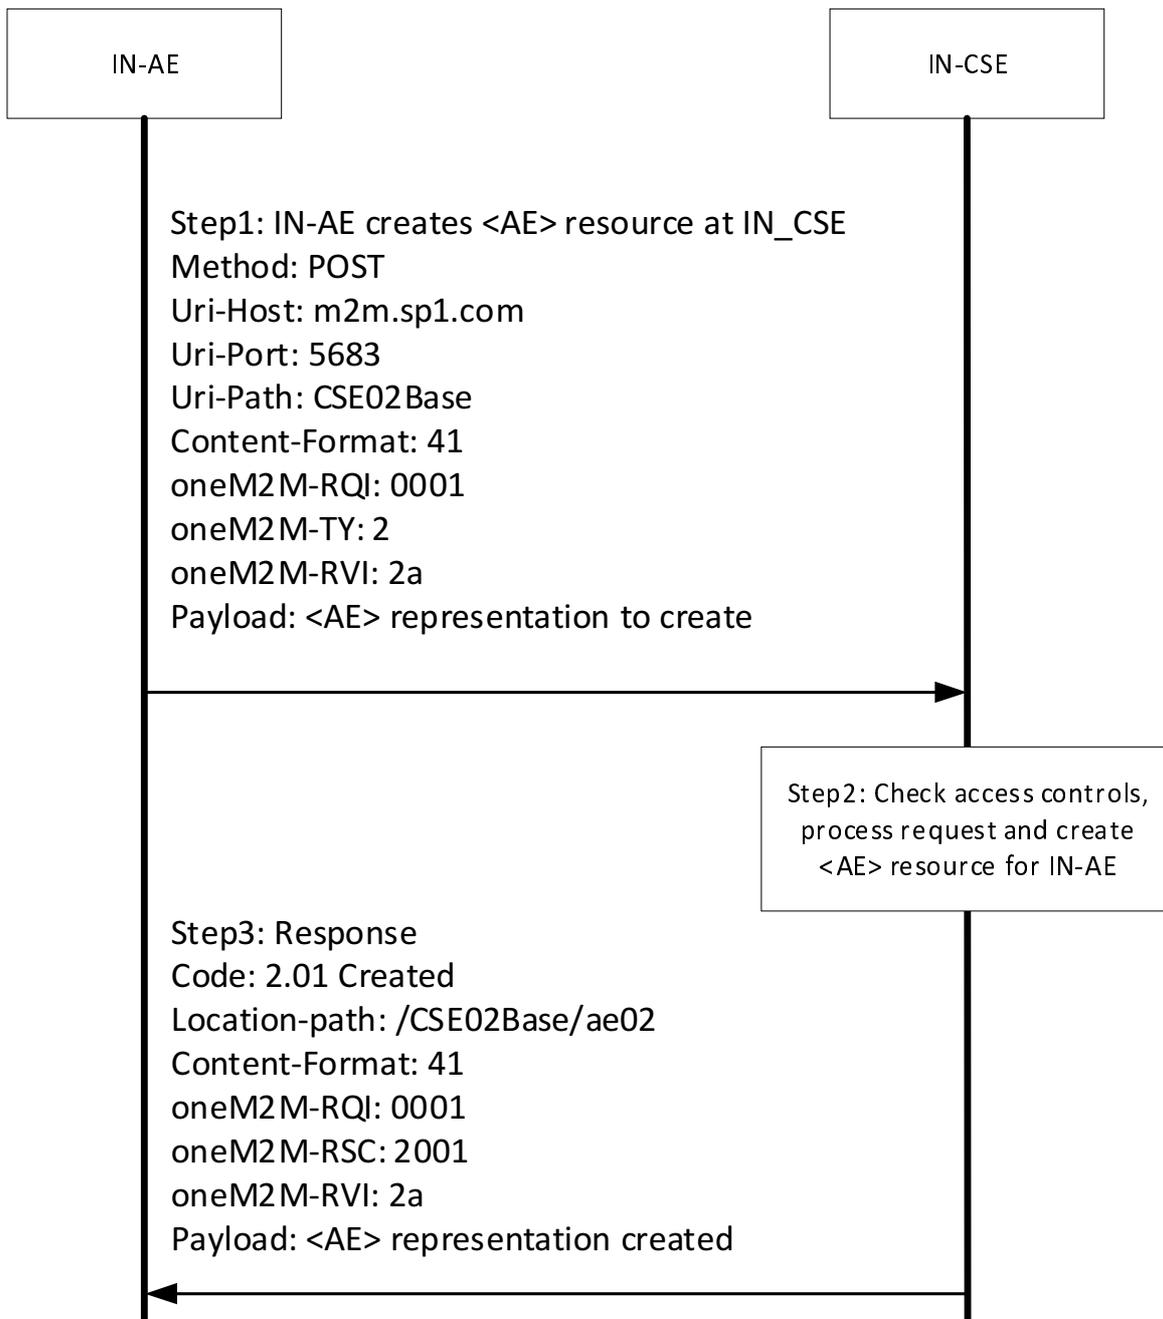 IN-AE
IN-CSE
Step1: IN-AE creates <AE> resource at IN_CSE
Method: POST
Uri-Host: m2m.sp1.com
Uri-Port: 5683
Uri-Path: CSE02Base
Content-Format: 41
oneM2M-RQI: 0001
oneM2M-TY: 2
oneM2M-RVI: 2a
Payload: <AE> representation to create
Step2: Check access controls,
process request and create
<AE> resource for IN-AE
Step3: Response
Code: 2.01 Created
Location-path: /CSE02Base/ae02
Content-Format: 41
oneM2M-RQI: 0001
oneM2M-RSC: 2001
oneM2M-RVI: 2a
Payload: <AE> representation created